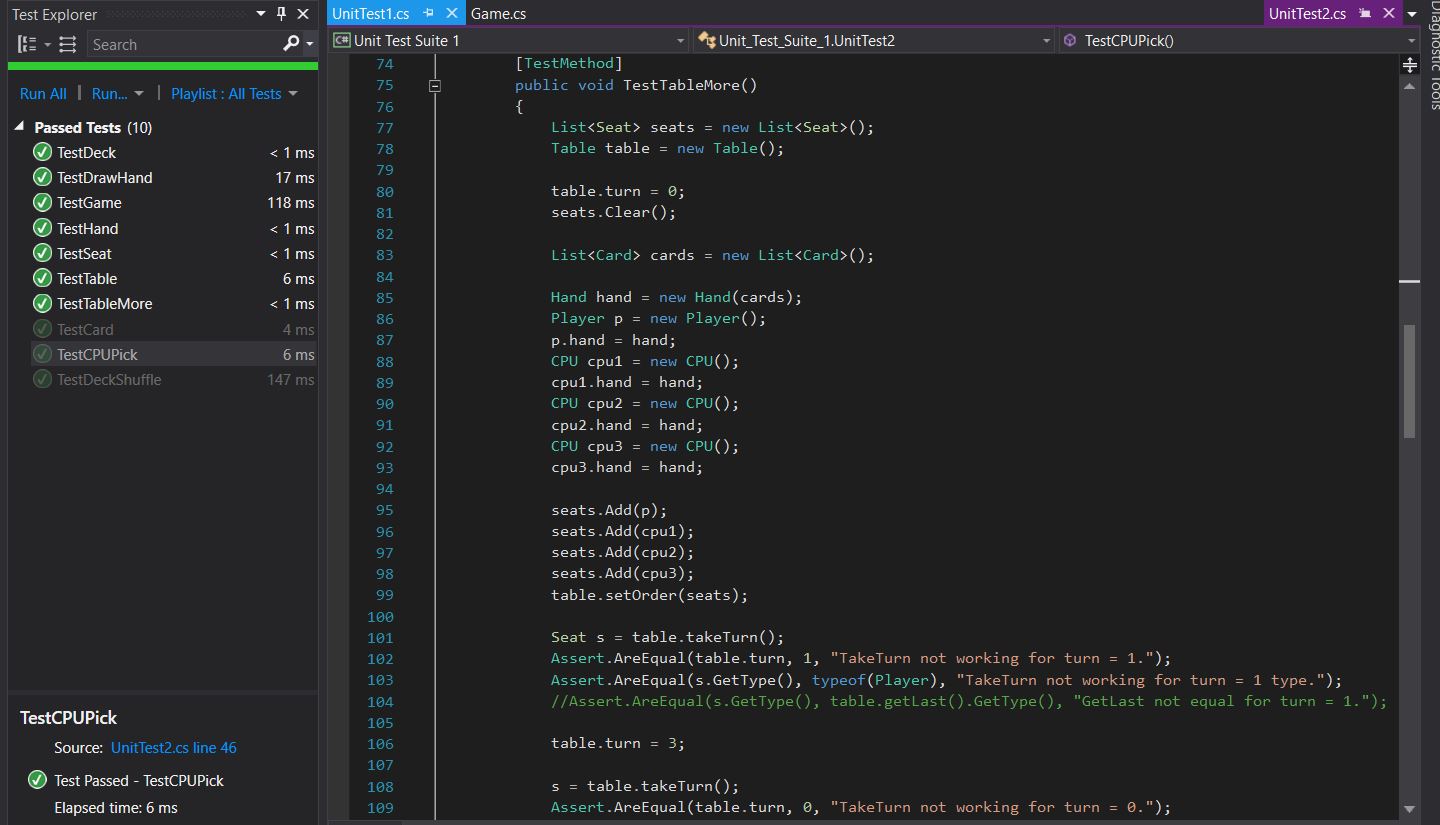 Test Explorer
Search
Run All | Run... | Playlist : All Tests
Passed Tests (10)
TestDeck < 1 ms
TestDrawHand 17 ms
TestGame 118 ms
TestHand < 1 ms
TestSeat < 1 ms
TestTable 6 ms
TestTableMore < 1 ms
TestCard 4 ms
TestCPUPick 6 ms
TestDeckShuffle 147 ms
TestCPUPick
Source: UnitTest2.cs line 46
Test Passed - TestCPUPick
Elapsed time: 6 ms
UnitTest1.cs Game.cs UnitTest2.cs
C# Unit Test Suite 1 Unit_Test_Suite_1.UnitTest2 TestCPUPick()
74 [TestMethod]
75 public void TestTableMore()
76 {
77 List<Seat> seats = new List<Seat>();
78 Table table = new Table();
79
80 table.turn = 0;
81 seats.Clear();
82
83 List<Card> cards = new List<Card>();
84
85 Hand hand = new Hand(cards);
86 Player p = new Player();
87 p.hand = hand;
88 CPU cpu1 = new CPU();
89 cpu1.hand = hand;
90 CPU cpu2 = new CPU();
91 cpu2.hand = hand;
92 CPU cpu3 = new CPU();
93 cpu3.hand = hand;
94
95 seats.Add(p);
96 seats.Add(cpu1);
97 seats.Add(cpu2);
98 seats.Add(cpu3);
99 table.setOrder(seats);
100
101 Seat s = table.takeTurn();
102 Assert.AreEqual(table.turn, 1, "TakeTurn not working for turn = 1.");
103 Assert.AreEqual(s.GetType(), typeof(Player), "TakeTurn not working for turn = 1 type.");
104 //Assert.AreEqual(s.GetType(), table.getLast().GetType(), "GetLast not equal for turn = 1.");
105
106 table.turn = 3;
107
108 s = table.takeTurn();
109 Assert.AreEqual(table.turn, 0, "TakeTurn not working for turn = 0.");
Diagnostic Tools